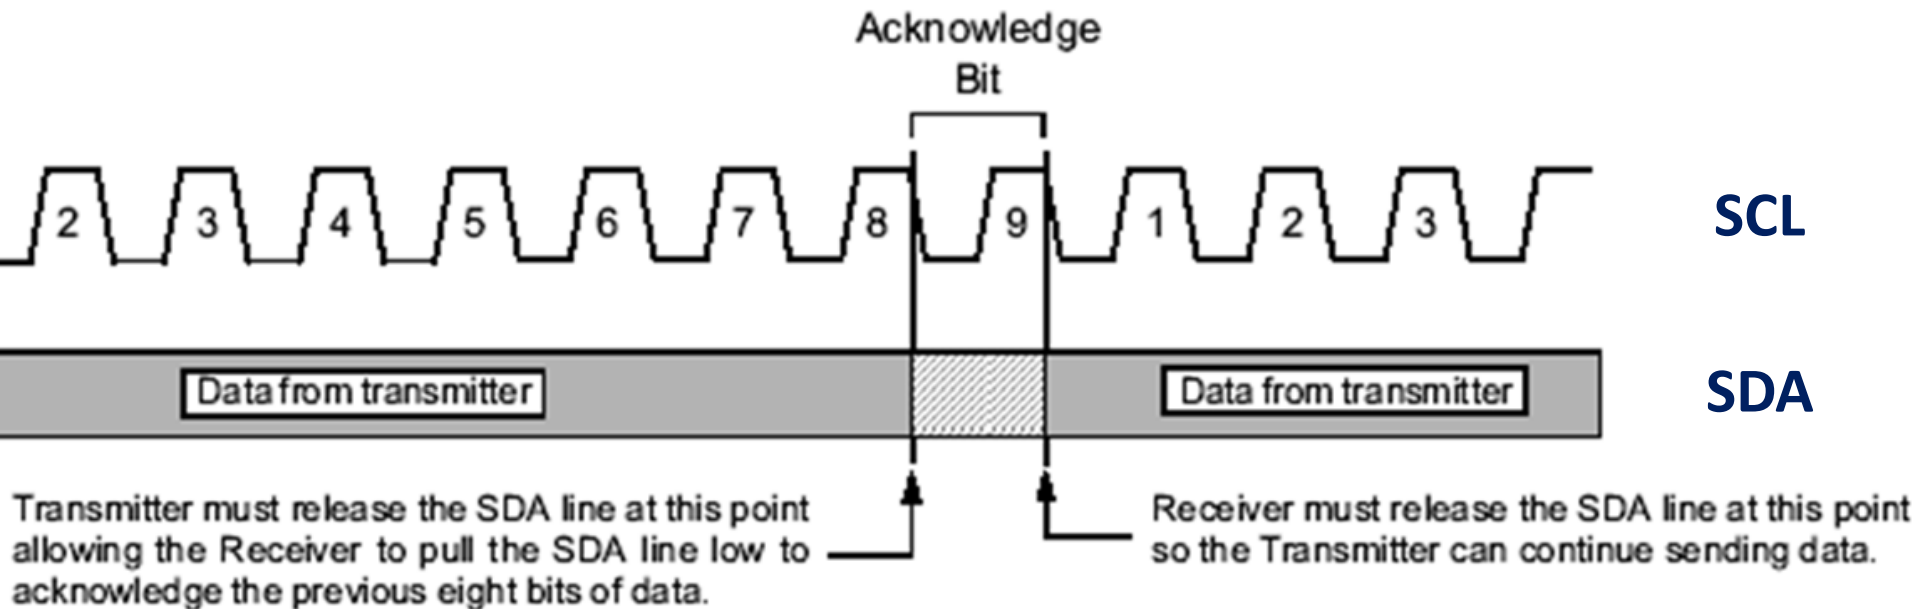 Acknowledge
Bit
2 3 4 5 6 7 8 9 1 2 3
SCL
Data from transmitter
Data from transmitter
SDA
Transmitter must release the SDA line at this point
allowing the Receiver to pull the SDA line low to
acknowledge the previous eight bits of data.
Receiver must release the SDA line at this point
so the Transmitter can continue sending data.